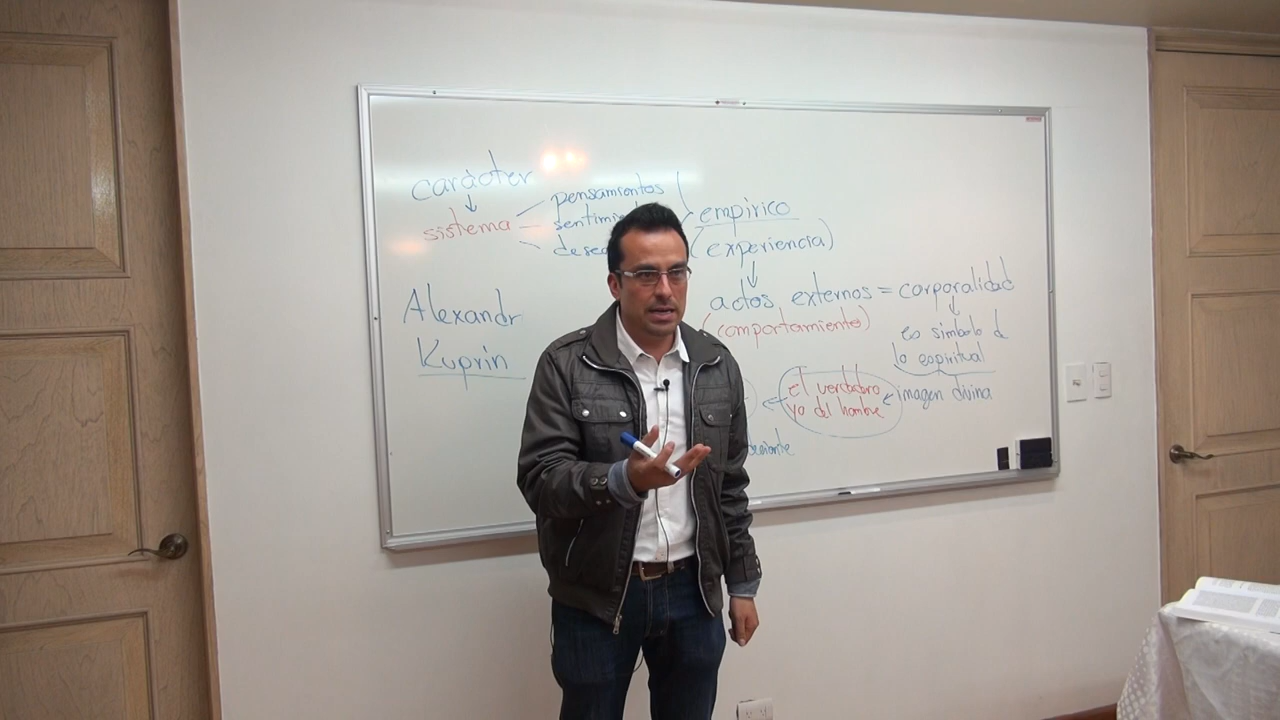 carácter
sistema
pensamientos
empírico
(experiencia)
actos externos = corporalidad
(comportamiento)
es símbolo d
lo espiritual
imagen divina
el verdadero
yo del hombre
Alexandr
Kuprin